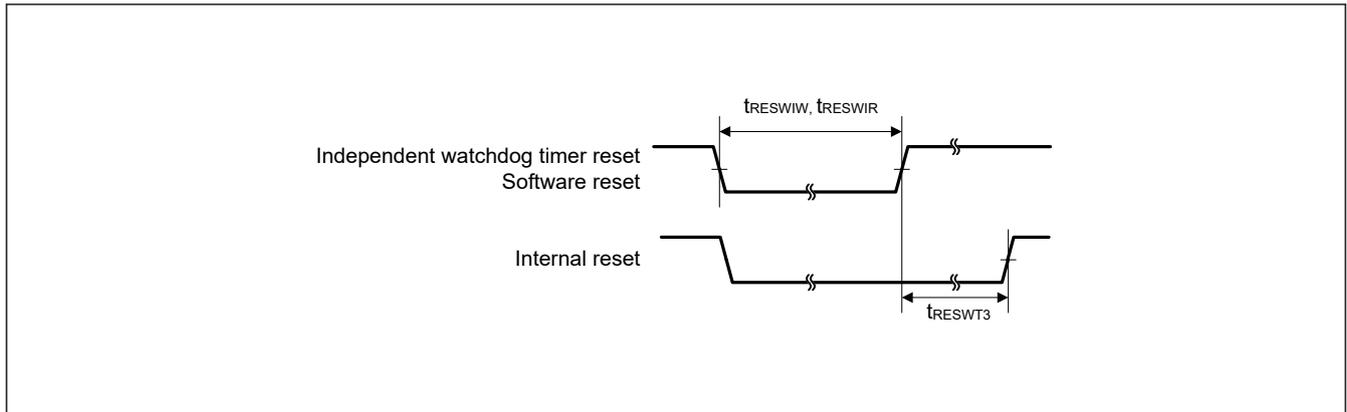 tRESWIW, tRESWIR
Independent watchdog timer reset
Software reset
Internal reset
tRESWT3